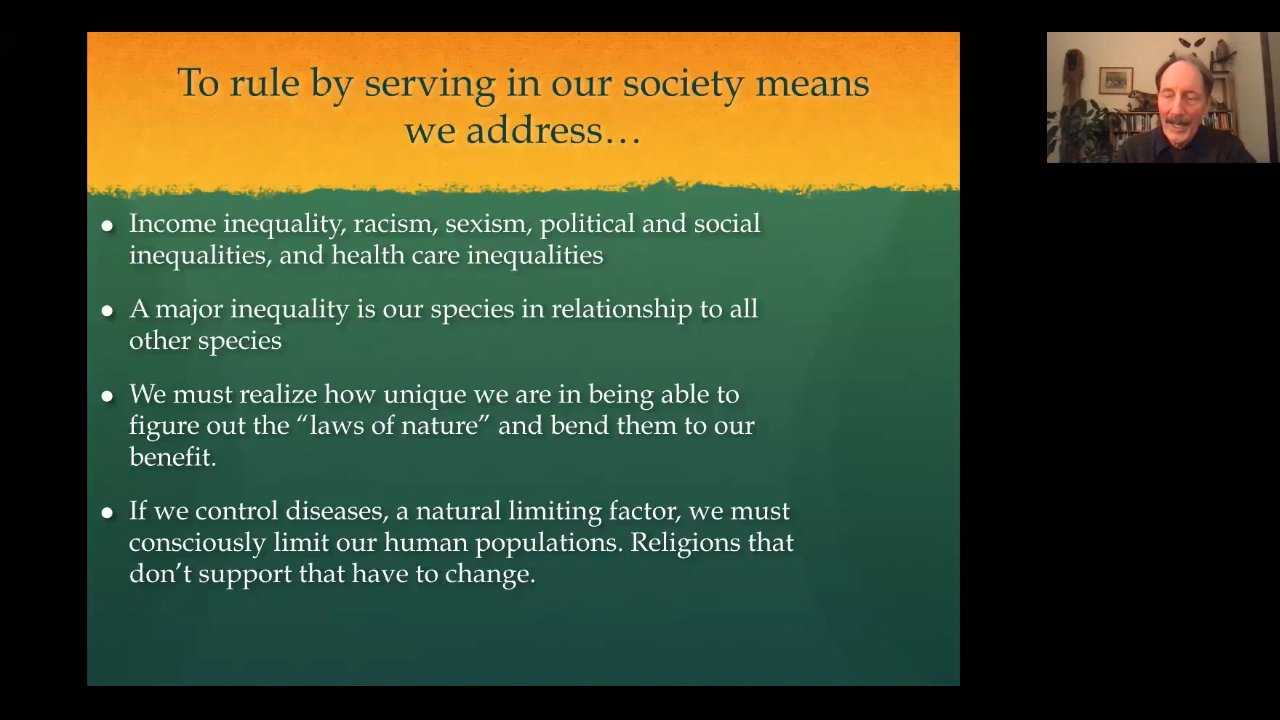 To rule by serving in our society means
we address…
• Income inequality, racism, sexism, political and social
inequalities, and health care inequalities
• A major inequality is our species in relationship to all
other species
• We must realize how unique we are in being able to
figure out the “laws of nature” and bend them to our
benefit.
• If we control diseases, a natural limiting factor, we must
consciously limit our human populations. Religions that
don’t support that have to change.